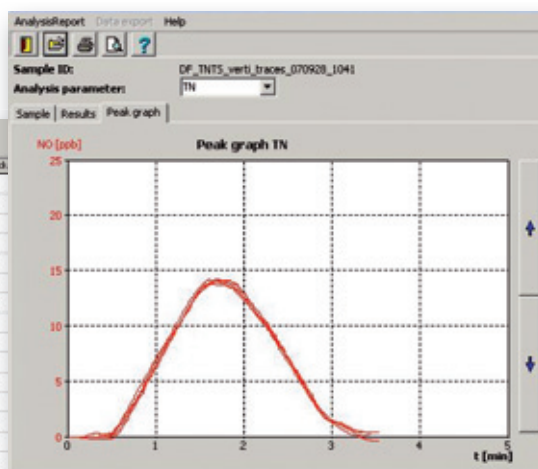 AnalysisReport Data export Help
?
Sample ID: DF_TNTS_verti_traces_070928_1041
Analysis parameter: TN
Sample Results Peak graph
NO [ppb] Peak graph TN
25
20
15
10
5
0
0 1 2 3 4 5
t [min]